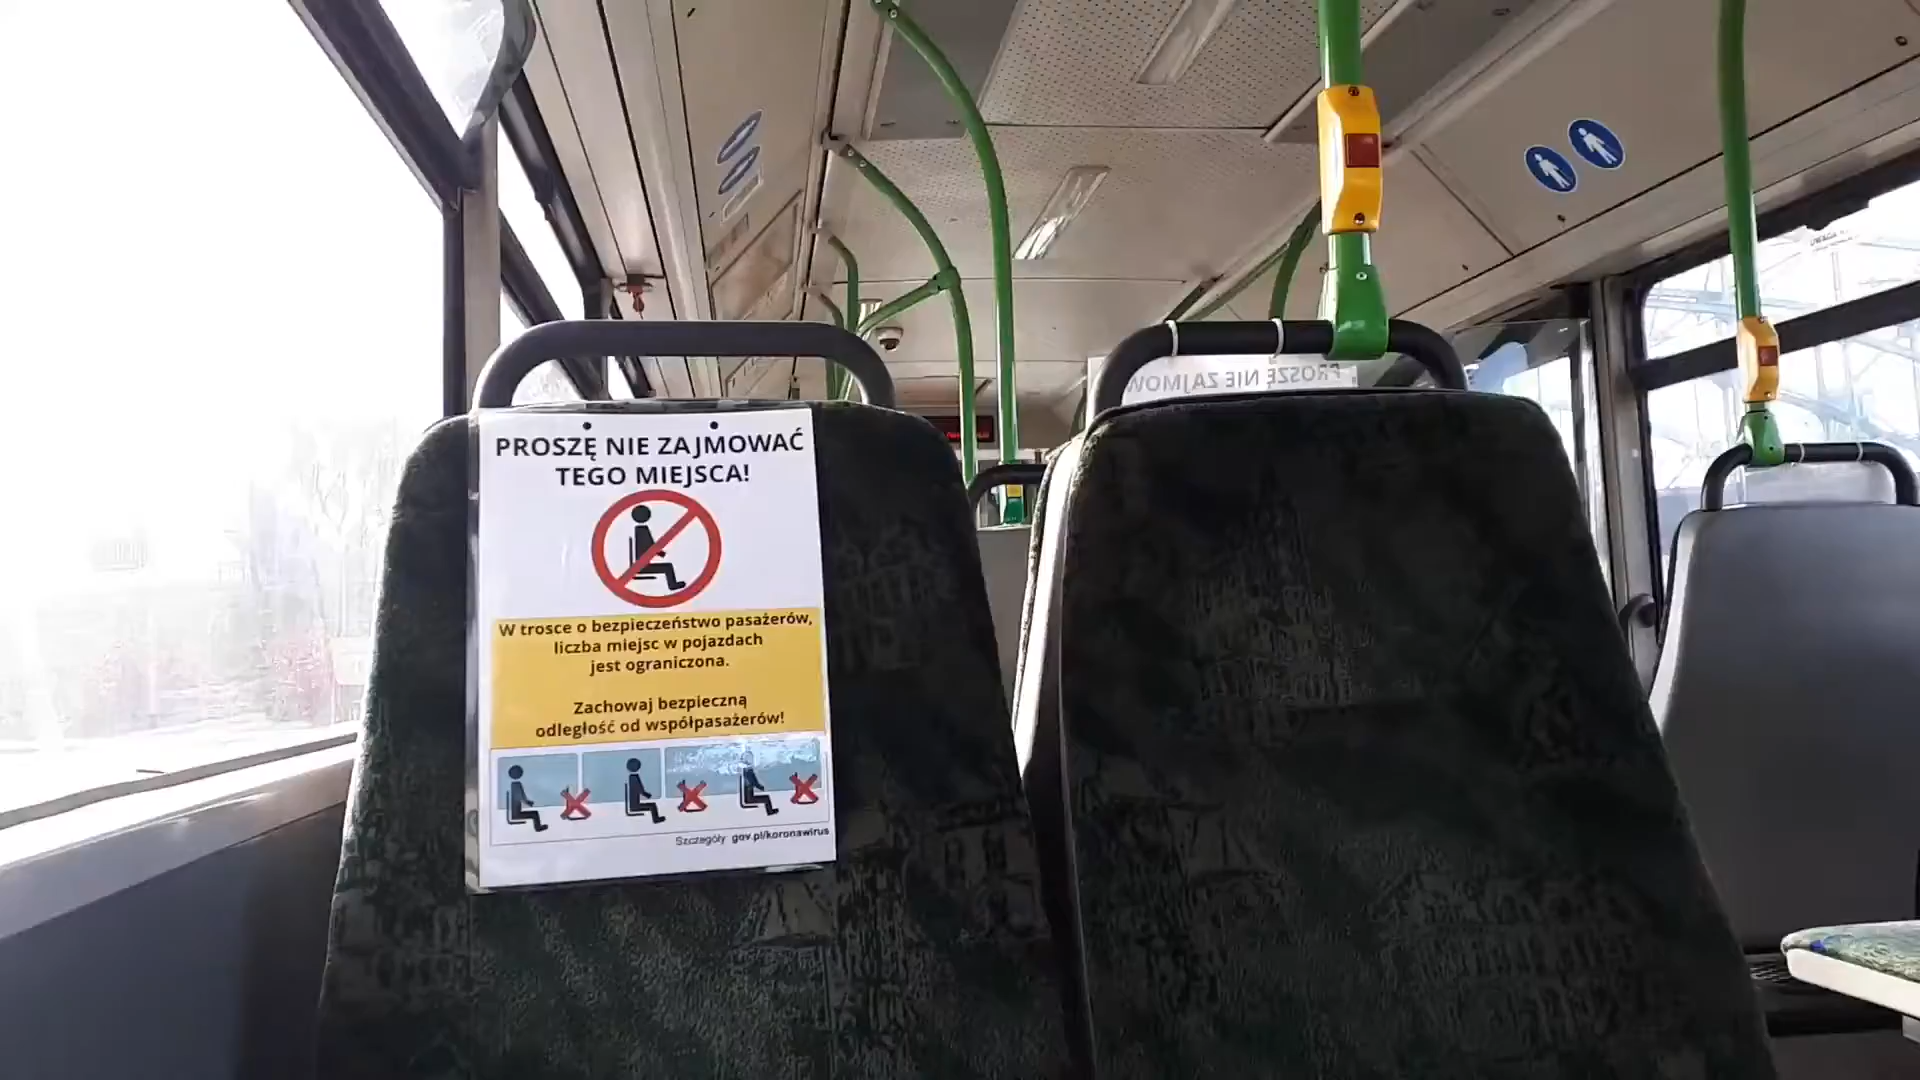 PROSZĘ NIE ZAJMOWAĆ
TEGO MIEJSCA!
W trosce o bezpieczeństwo pasażerów,
liczba miejsc w pojazdach
jest ograniczona.
Zachowaj bezpieczną
odległość od współpasażerów!
Szczegóły gov.pl/koronawirus
PROSZĘ NIE ZAJMOW